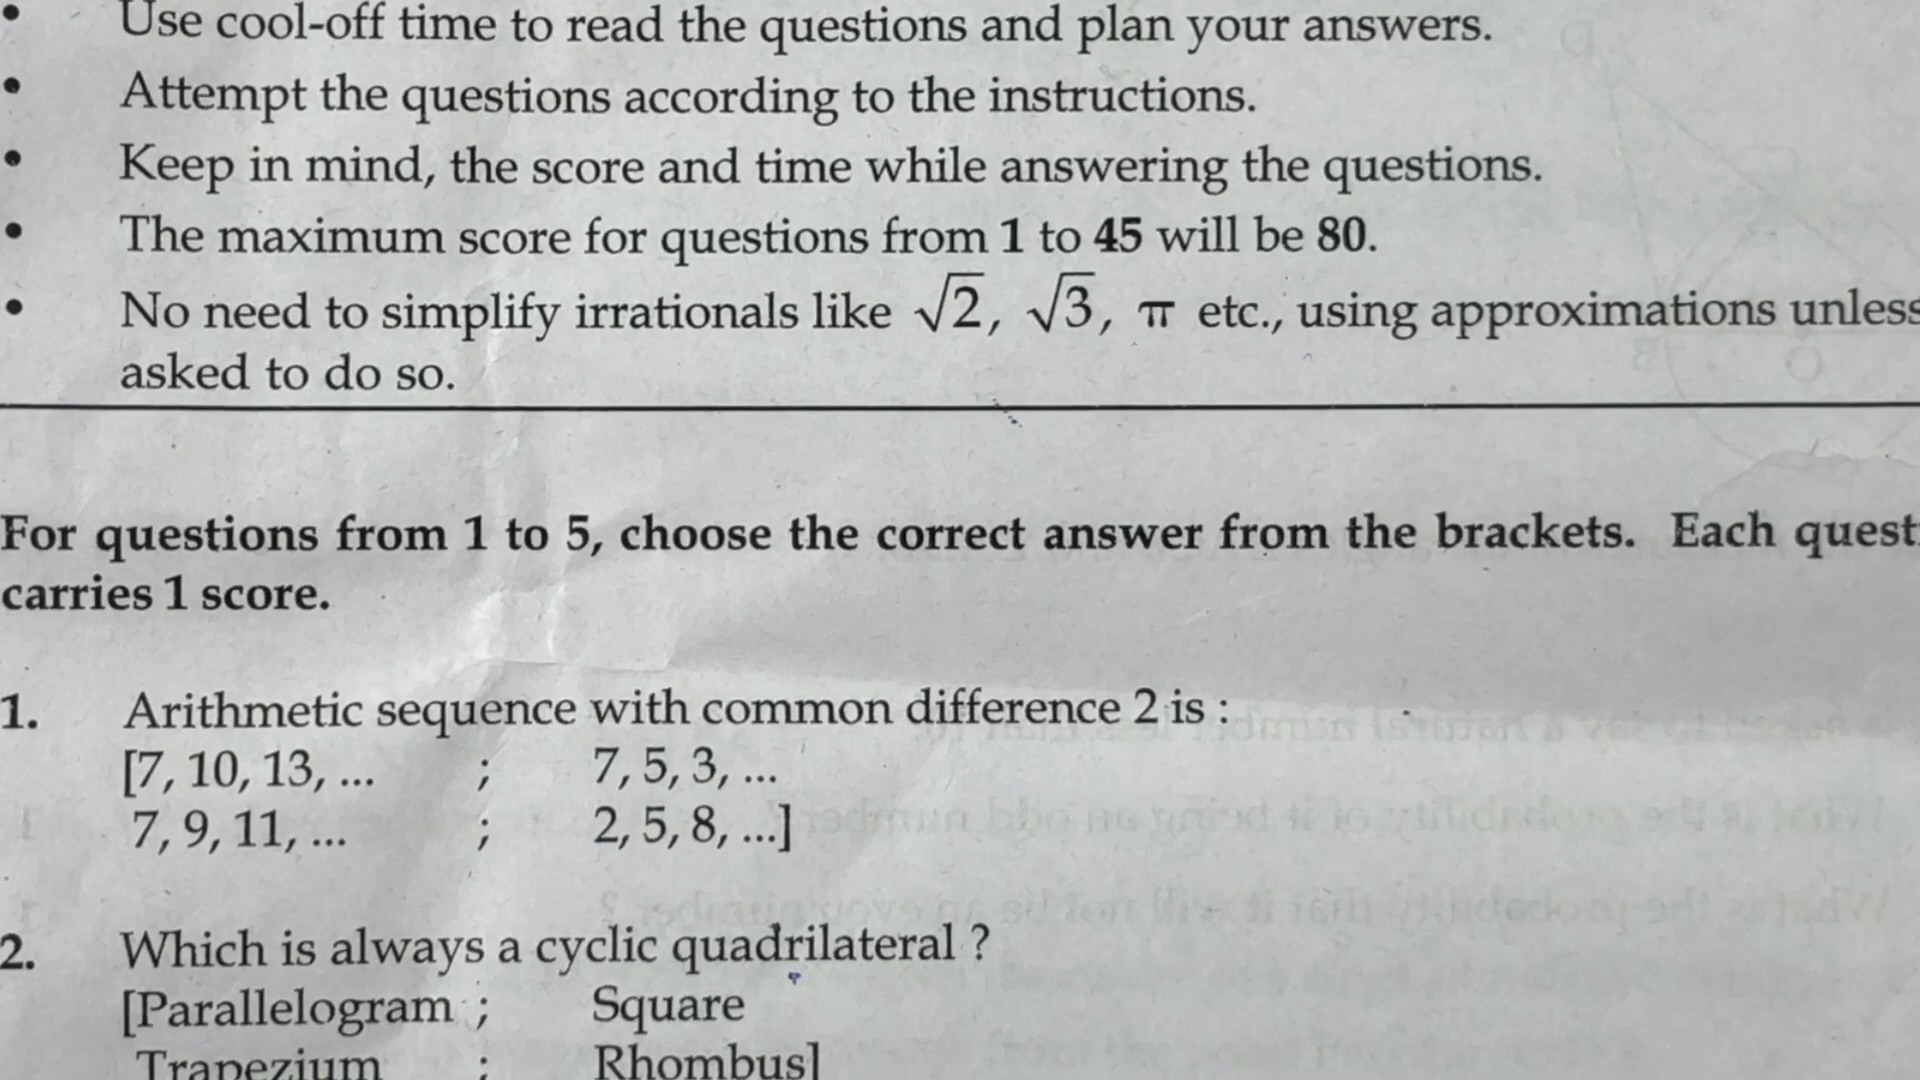 • Use cool-off time to read the questions and plan your answers.
• Attempt the questions according to the instructions.
• Keep in mind, the score and time while answering the questions.
• The maximum score for questions from 1 to 45 will be 80.
• No need to simplify irrationals like √2, √3, π etc., using approximations unless
asked to do so.
For questions from 1 to 5, choose the correct answer from the brackets. Each quest
carries 1 score.
1. Arithmetic sequence with common difference 2 is :
[7, 10, 13, ... ; 7, 5, 3, ...
7, 9, 11, ... ; 2, 5, 8, ...]
2. Which is always a cyclic quadrilateral ?
[Parallelogram ; Square
Trapezium ; Rhombus]